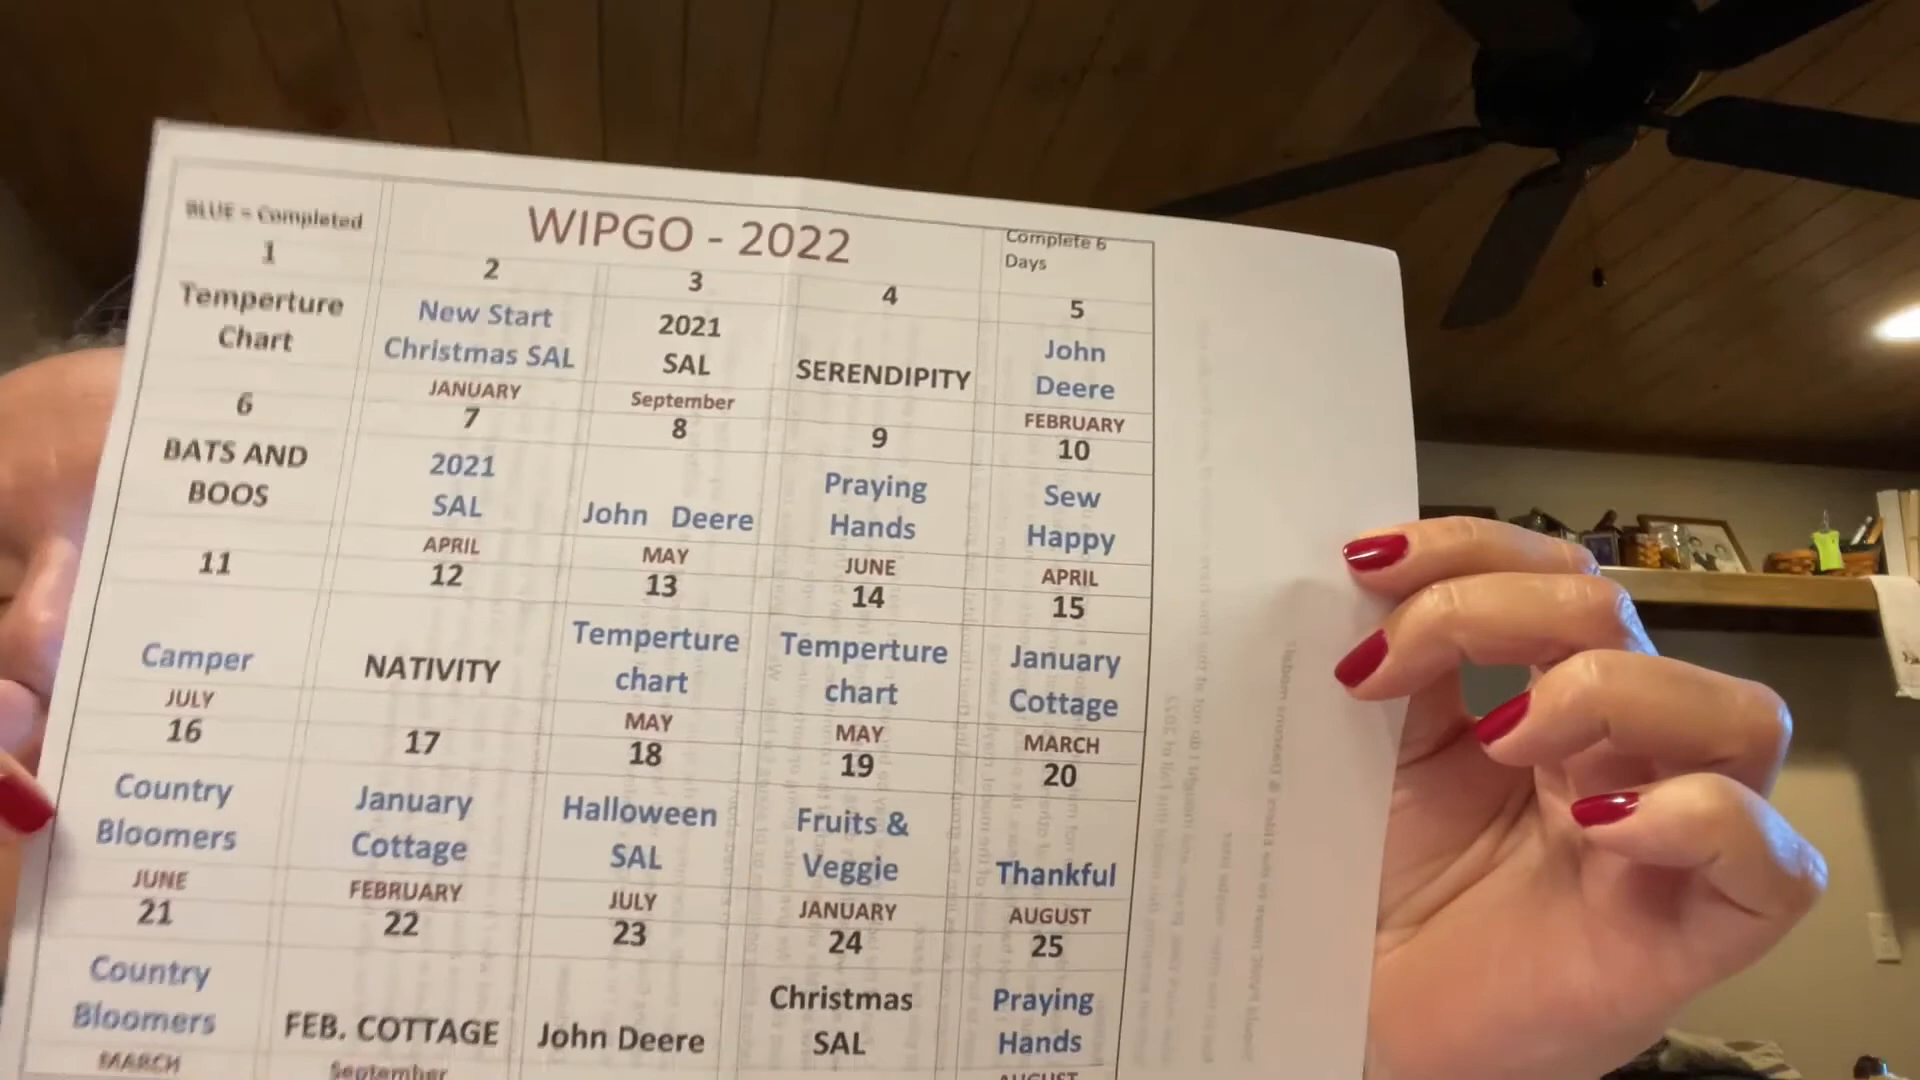 BLUE = Completed
WIPGO - 2022
Complete 6
Days
1
2
3
4
5
Temperture
Chart
New Start
Christmas SAL
2021
SAL
SERENDIPITY
John
Deere
JANUARY
September
FEBRUARY
6
7
8
9
10
BATS AND
BOOS
2021
SAL
John Deere
Praying
Hands
Sew
Happy
APRIL
MAY
JUNE
APRIL
11
12
13
14
15
Camper
NATIVITY
Temperture
chart
Temperture
chart
January
Cottage
JULY
MAY
MAY
MARCH
16
17
18
19
20
Country
Bloomers
January
Cottage
Halloween
SAL
Fruits &
Veggie
Thankful
JUNE
FEBRUARY
JULY
JANUARY
AUGUST
21
22
23
24
25
Country
Bloomers
FEB. COTTAGE
John Deere
Christmas
SAL
Praying
Hands
MARCH
September
AUGUST